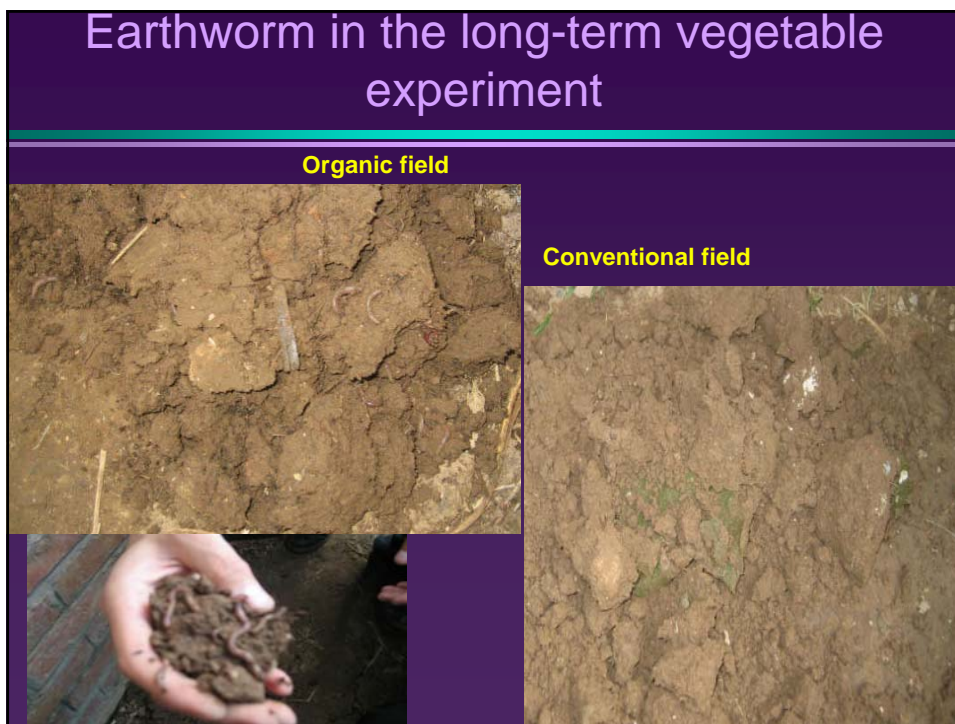 Earthworm in the long-term vegetable
experiment
Organic field
Conventional field